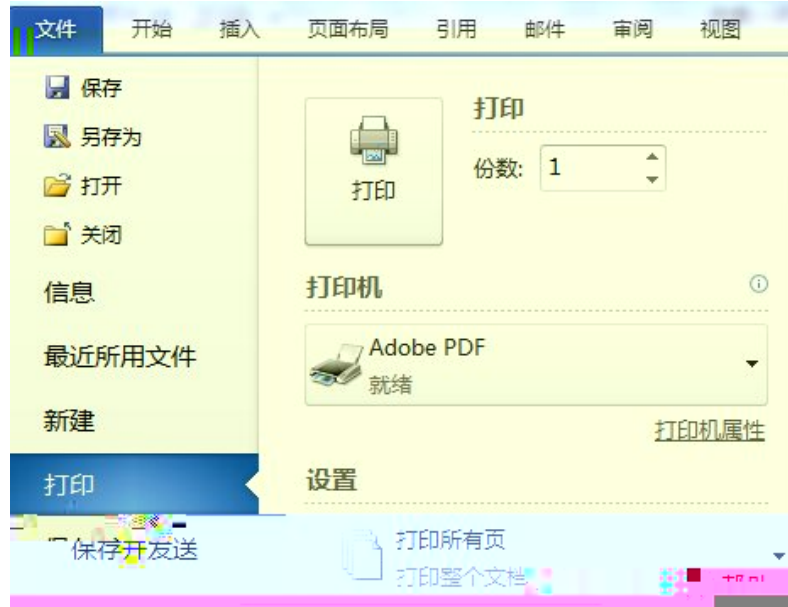 文件 开始 插入 页面布局 引用 邮件 审阅 视图
保存
另存为
打开
关闭
信息
最近所用文件
新建
打印
保存并发送
打印
打印
份数: 1
打印机
Adobe PDF
就绪
打印机属性
设置
打印所有页
打印整个文档